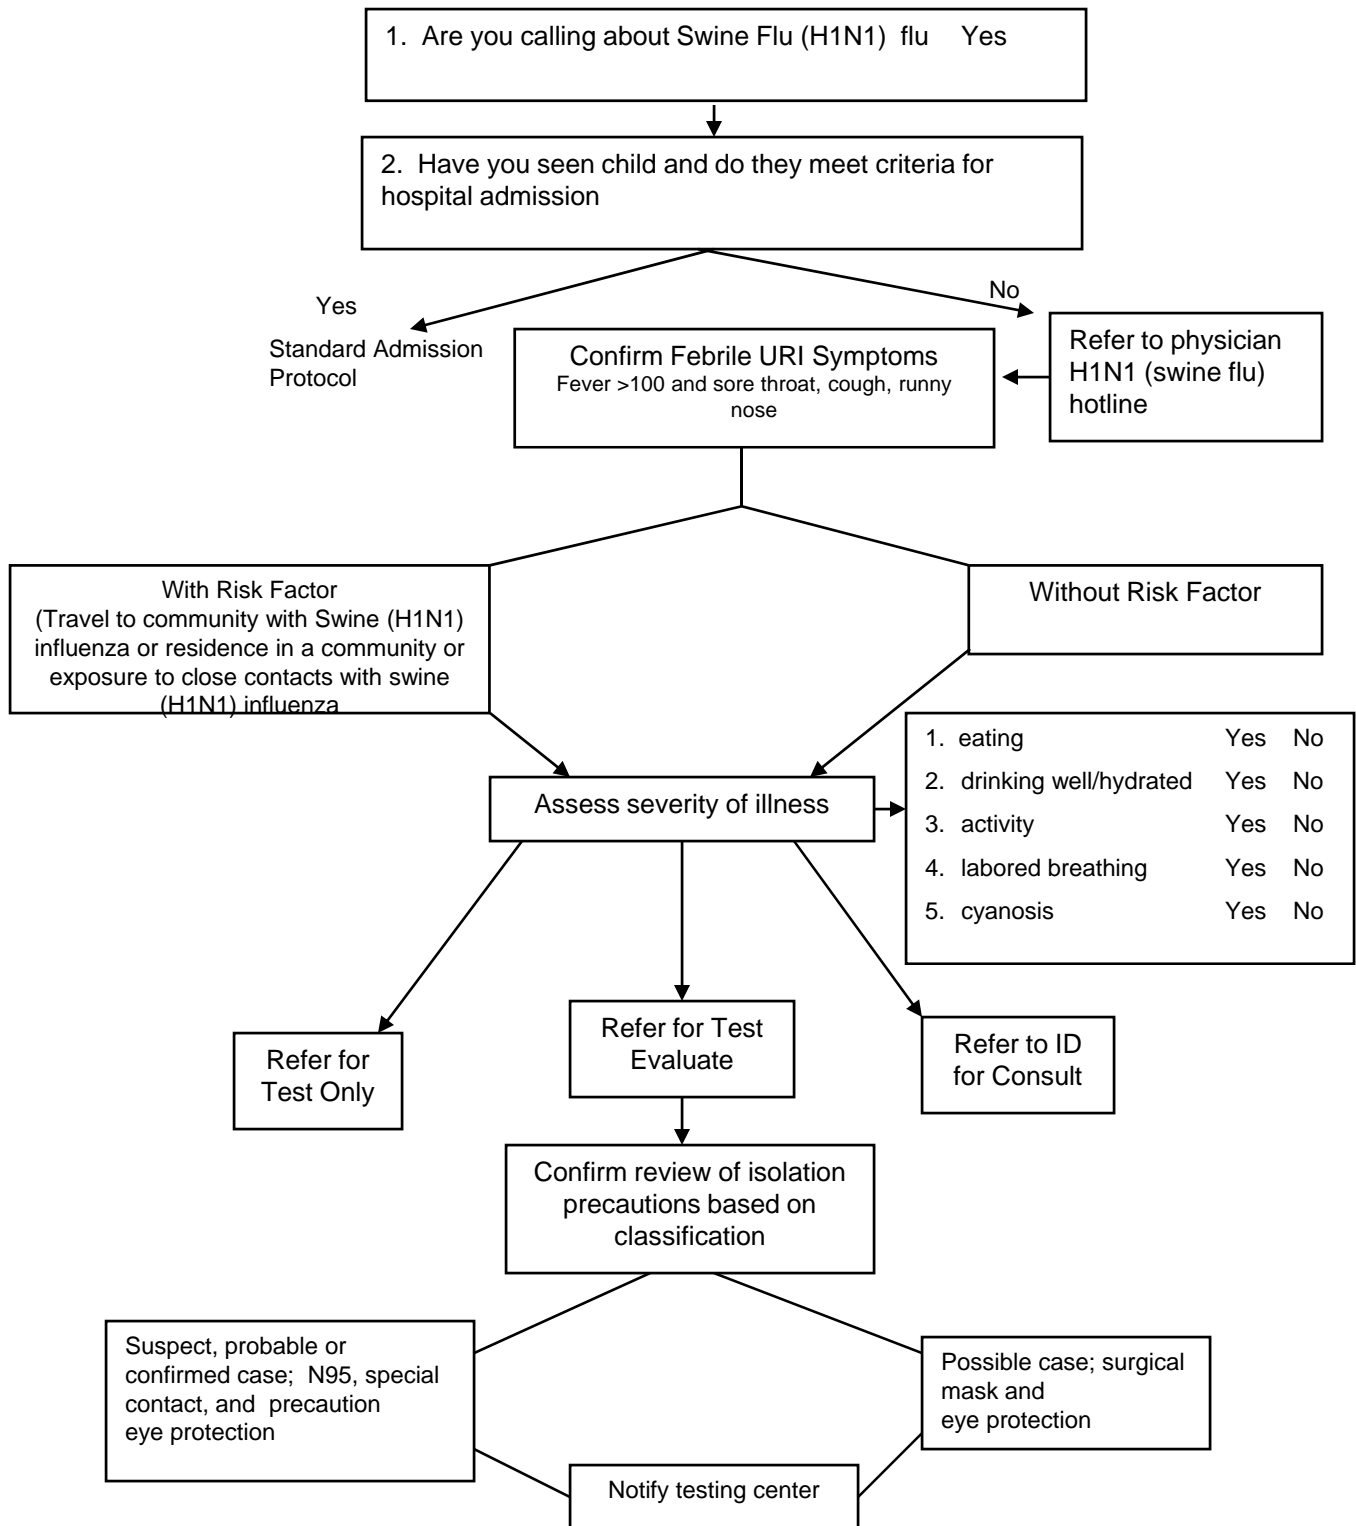 1. Are you calling about Swine Flu (H1N1) flu Yes
2. Have you seen child and do they meet criteria for
hospital admission
Yes
No
Standard Admission
Protocol
Confirm Febrile URI Symptoms
Fever >100 and sore throat, cough, runny
nose
Refer to physician
H1N1 (swine flu)
hotline
With Risk Factor
(Travel to community with Swine (H1N1)
influenza or residence in a community or
exposure to close contacts with swine
(H1N1) influenza
Without Risk Factor
Assess severity of illness
1. eating Yes No
2. drinking well/hydrated Yes No
3. activity Yes No
4. labored breathing Yes No
5. cyanosis Yes No
Refer for
Test Only
Refer for Test
Evaluate
Refer to ID
for Consult
Confirm review of isolation
precautions based on
classification
Suspect, probable or
confirmed case; N95, special
contact, and precaution
eye protection
Possible case; surgical
mask and
eye protection
Notify testing center